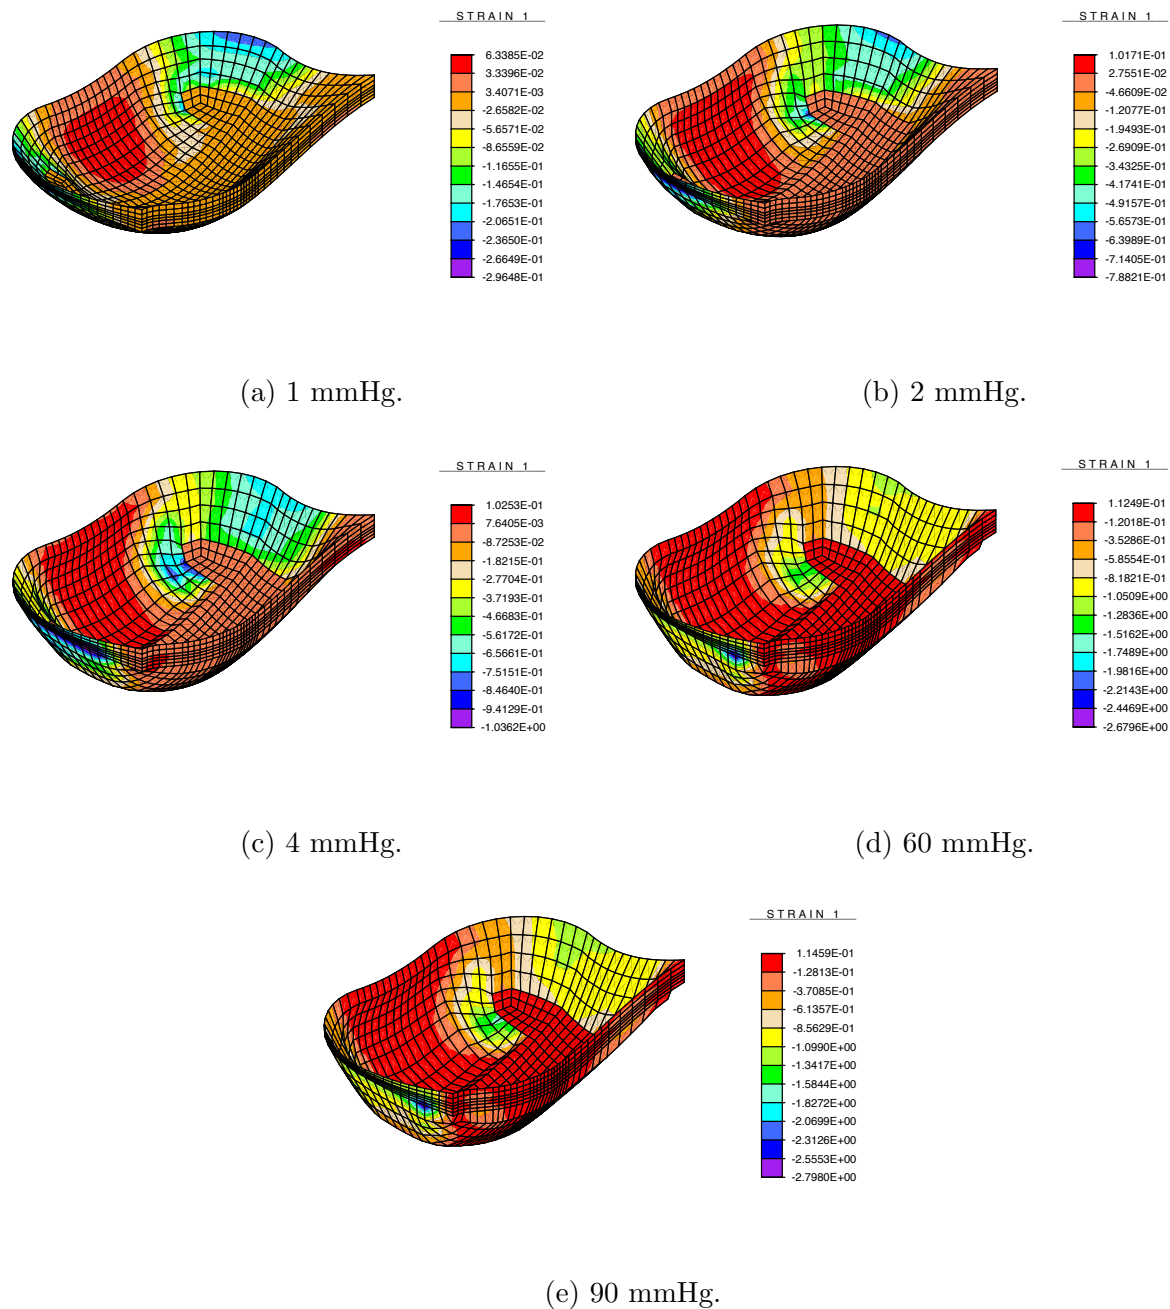 STRAIN 1
6.3385E-02
3.3396E-02
3.4071E-03
-2.6582E-02
-5.6571E-02
-8.6559E-02
-1.1655E-01
-1.4654E-01
-1.7653E-01
-2.0651E-01
-2.3650E-01
-2.6649E-01
-2.9648E-01
(a) 1 mmHg.
STRAIN 1
1.0171E-01
2.7551E-02
-4.6609E-02
-1.2077E-01
-1.9493E-01
-2.6909E-01
-3.4325E-01
-4.1741E-01
-4.9157E-01
-5.6573E-01
-6.3989E-01
-7.1405E-01
-7.8821E-01
(b) 2 mmHg.
STRAIN 1
1.0253E-01
7.6405E-03
-8.7253E-02
-1.8215E-01
-2.7704E-01
-3.7193E-01
-4.6683E-01
-5.6172E-01
-6.5661E-01
-7.5151E-01
-8.4640E-01
-9.4129E-01
-1.0362E+00
(c) 4 mmHg.
STRAIN 1
1.1249E-01
-1.2018E-01
-3.5286E-01
-5.8554E-01
-8.1821E-01
-1.0509E+00
-1.2836E+00
-1.5162E+00
-1.7489E+00
-1.9816E+00
-2.2143E+00
-2.4469E+00
-2.6796E+00
(d) 60 mmHg.
STRAIN 1
1.1459E-01
-1.2813E-01
-3.7085E-01
-6.1357E-01
-8.5629E-01
-1.0990E+00
-1.3417E+00
-1.5844E+00
-1.8272E+00
-2.0699E+00
-2.3126E+00
-2.5553E+00
-2.7980E+00
(e) 90 mmHg.